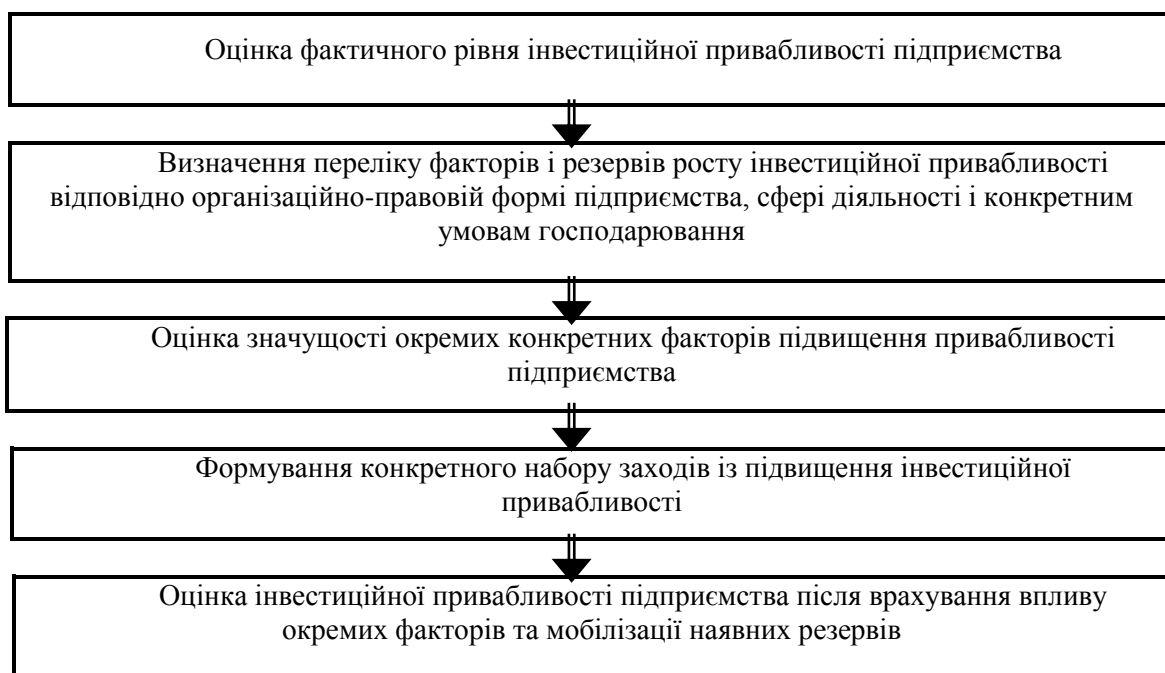 Оцінка фактичного рівня інвестиційної привабливості підприємства
Визначення переліку факторів і резервів росту інвестиційної привабливості
відповідно організаційно-правовій формі підприємства, сфері діяльності і конкретним
умовам господарювання
Оцінка значущості окремих конкретних факторів підвищення привабливості
підприємства
Формування конкретного набору заходів із підвищення інвестиційної
привабливості
Оцінка інвестиційної привабливості підприємства після врахування впливу
окремих факторів та мобілізації наявних резервів